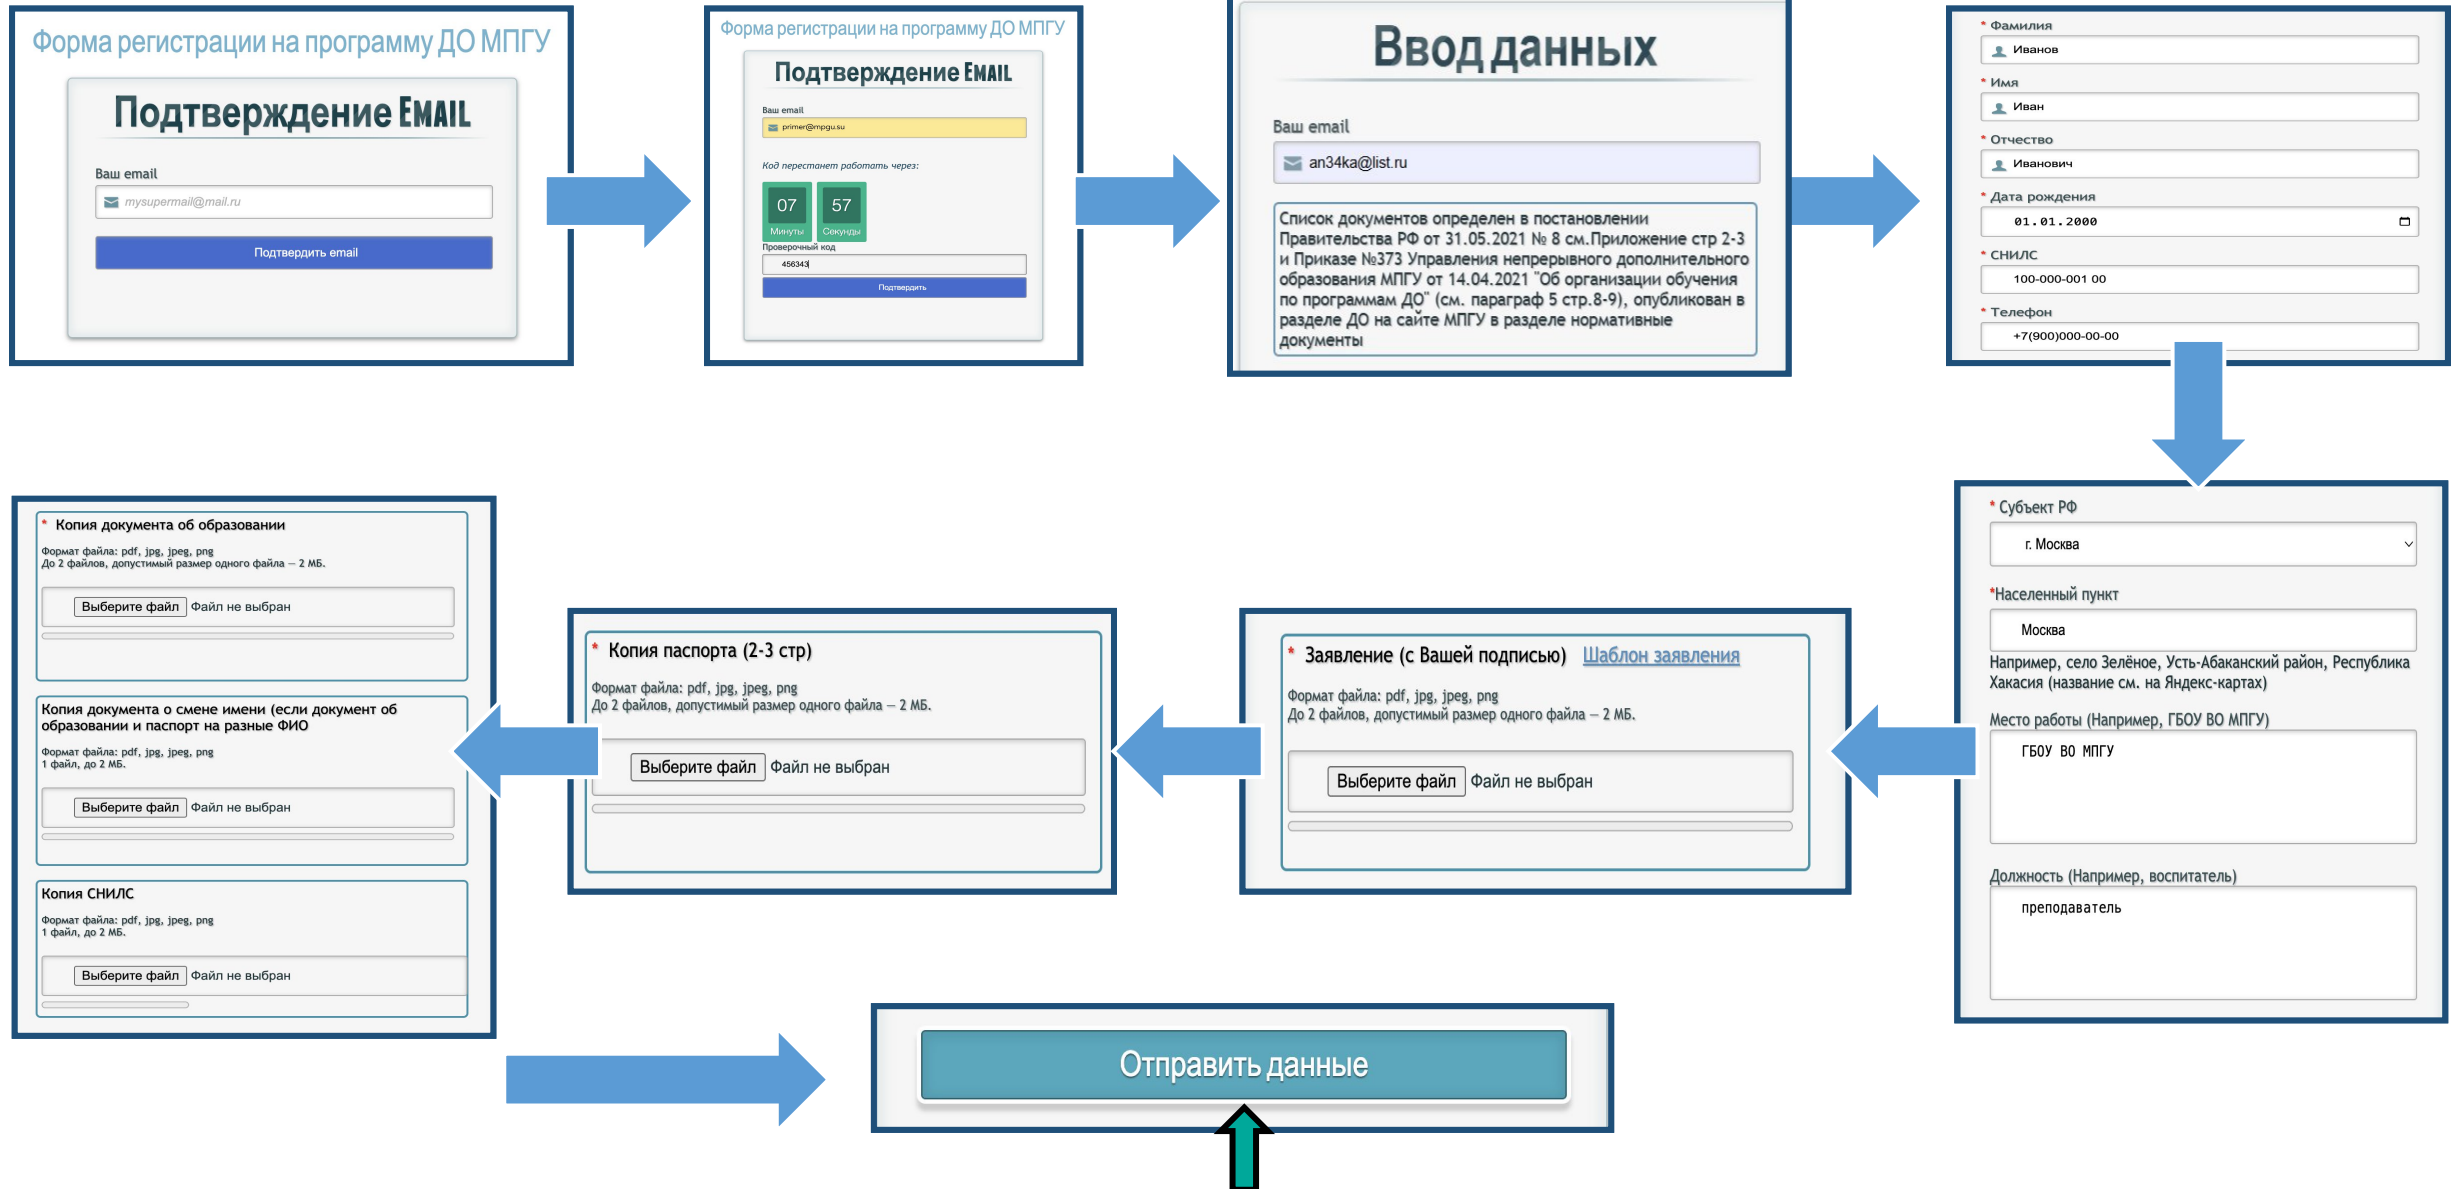 Форма регистрации на программу ДО МПГУ
Подтверждение Email
Ваш email
mysupermail@mail.ru
Подтвердить email
Форма регистрации на программу ДО МПГУ
Подтверждение Email
Ваш email
primer@mpgu.su
Код перестанет работать через:
07 57
Минуты Секунды
Проверочный код
456343
Подтвердить
Ввод данных
Ваш email
an34ka@list.ru
Список документов определен в постановлении
Правительства РФ от 31.05.2021 № 8 см.Приложение стр 2-3
и Приказе №373 Управления непрерывного дополнительного
образования МПГУ от 14.04.2021 "Об организации обучения
по программам ДО" (см. параграф 5 стр.8-9), опубликован в
разделе ДО на сайте МПГУ в разделе нормативные
документы
* Фамилия
Иванов
* Имя
Иван
* Отчество
Иванович
* Дата рождения
01.01.2000
* СНИЛС
100-000-001 00
* Телефон
+7(900)000-00-00
* Субъект РФ
г. Москва
*Населенный пункт
Москва
Например, село Зелёное, Усть-Абаканский район, Республика
Хакасия (название см. на Яндекс-картах)
Место работы (Например, ГБОУ ВО МПГУ)
ГБОУ ВО МПГУ
Должность (Например, воспитатель)
преподаватель
* Заявление (с Вашей подписью) Шаблон заявления
Формат файла: pdf, jpg, jpeg, png
До 2 файлов, допустимый размер одного файла — 2 МБ.
Выберите файл Файл не выбран
* Копия паспорта (2-3 стр)
Формат файла: pdf, jpg, jpeg, png
До 2 файлов, допустимый размер одного файла — 2 МБ.
Выберите файл Файл не выбран
* Копия документа об образовании
Формат файла: pdf, jpg, jpeg, png
До 2 файлов, допустимый размер одного файла — 2 МБ.
Выберите файл Файл не выбран
Копия документа о смене имени (если документ об
образовании и паспорт на разные ФИО
Формат файла: pdf, jpg, jpeg, png
1 файл, до 2 МБ.
Выберите файл Файл не выбран
Копия СНИЛС
Формат файла: pdf, jpg, jpeg, png
1 файл, до 2 МБ.
Выберите файл Файл не выбран
Отправить данные